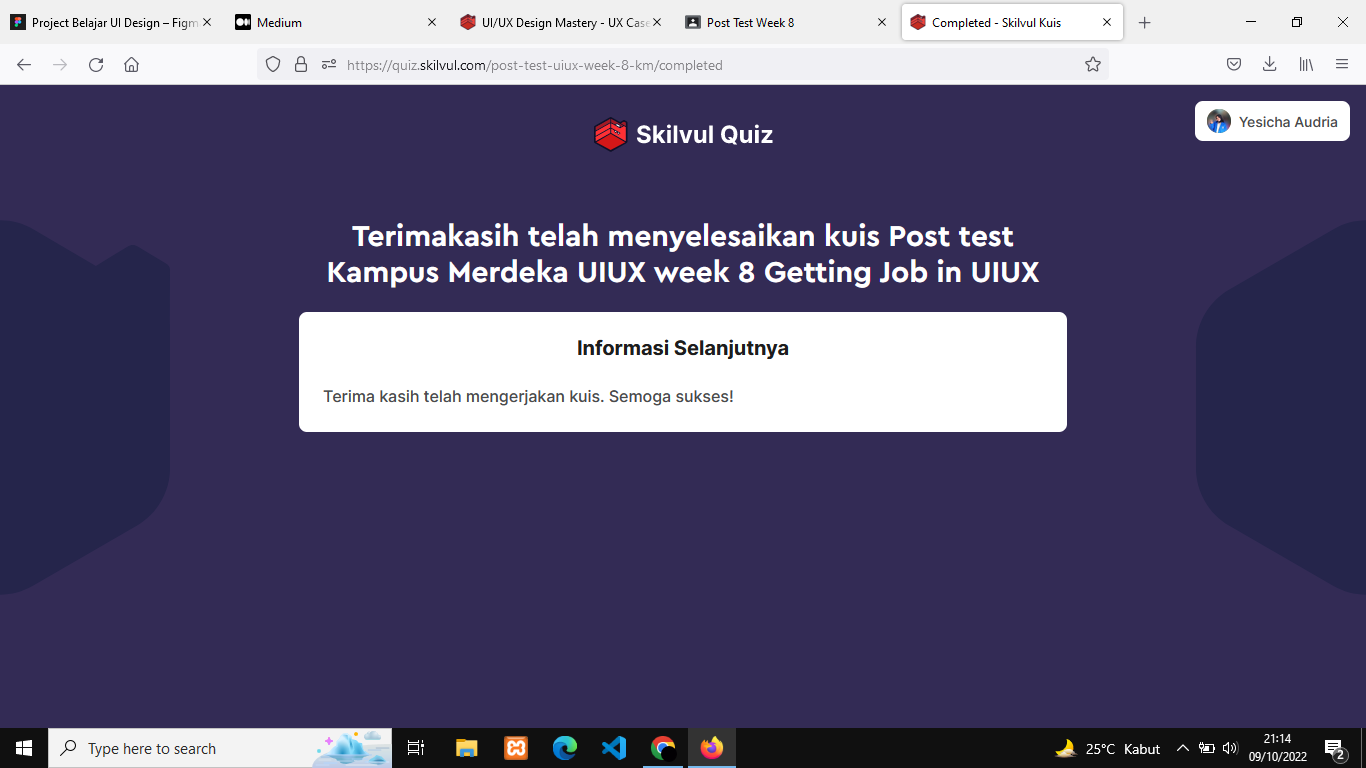 Project Belajar UI Design – Figm
Medium
UI/UX Design Mastery - UX Case
Post Test Week 8
Completed - Skilvul Kuis
https://quiz.skilvul.com/post-test-uiux-week-8-km/completed
Skilvul Quiz
Yesicha Audria
Terimakasih telah menyelesaikan kuis Post test
Kampus Merdeka UIUX week 8 Getting Job in UIUX
Informasi Selanjutnya
Terima kasih telah mengerjakan kuis. Semoga sukses!
Type here to search
25°C Kabut
21:14
09/10/2022
2